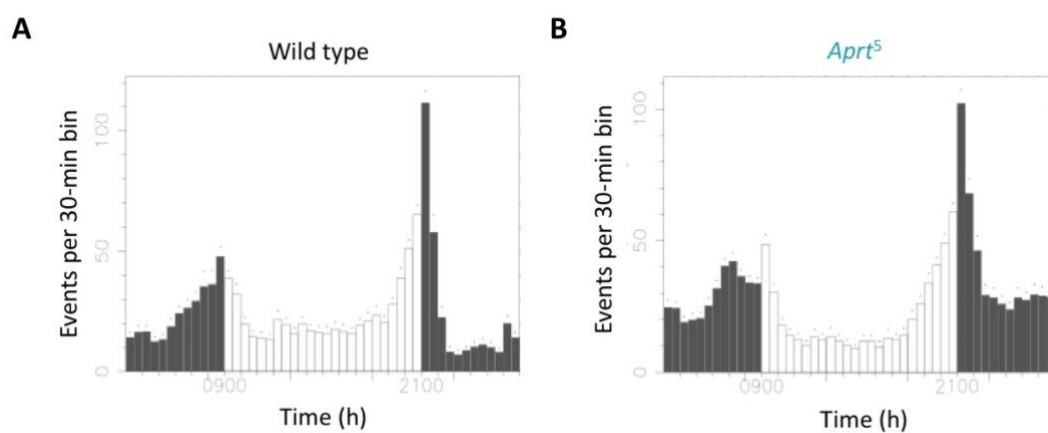 A
Wild type
Events per 30-min bin
100
50
0
0900
2100
Time (h)
B
Aprt⁵
Events per 30-min bin
100
50
0
0900
2100
Time (h)